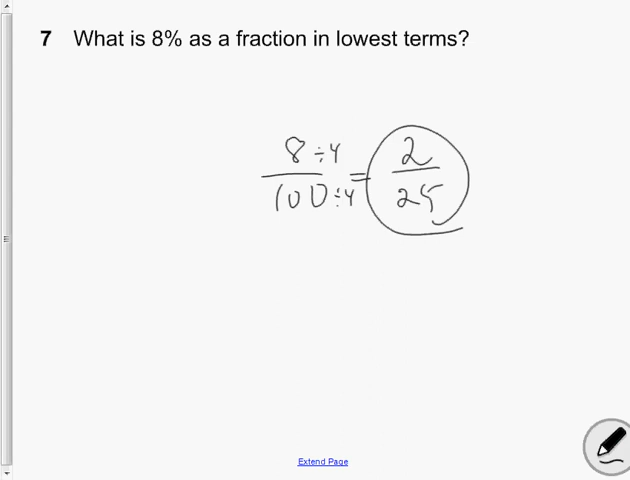 7 What is 8% as a fraction in lowest terms?
8 ÷4 2
— = —
100 ÷4 25
Extend Page